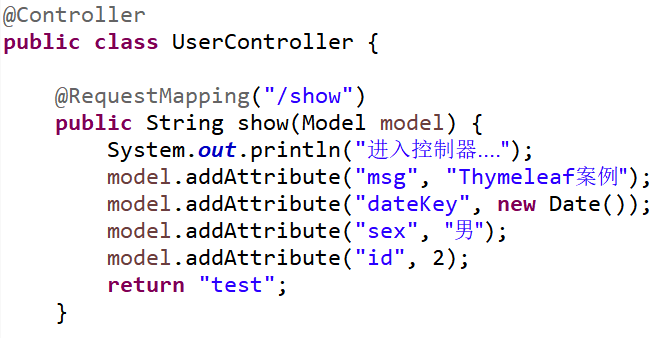 @Controller
public class UserController {
@RequestMapping("/show")
public String show(Model model) {
System.out.println("进入控制器....");
model.addAttribute("msg", "Thymeleaf案例");
model.addAttribute("dateKey", new Date());
model.addAttribute("sex", "男");
model.addAttribute("id", 2);
return "test";
}